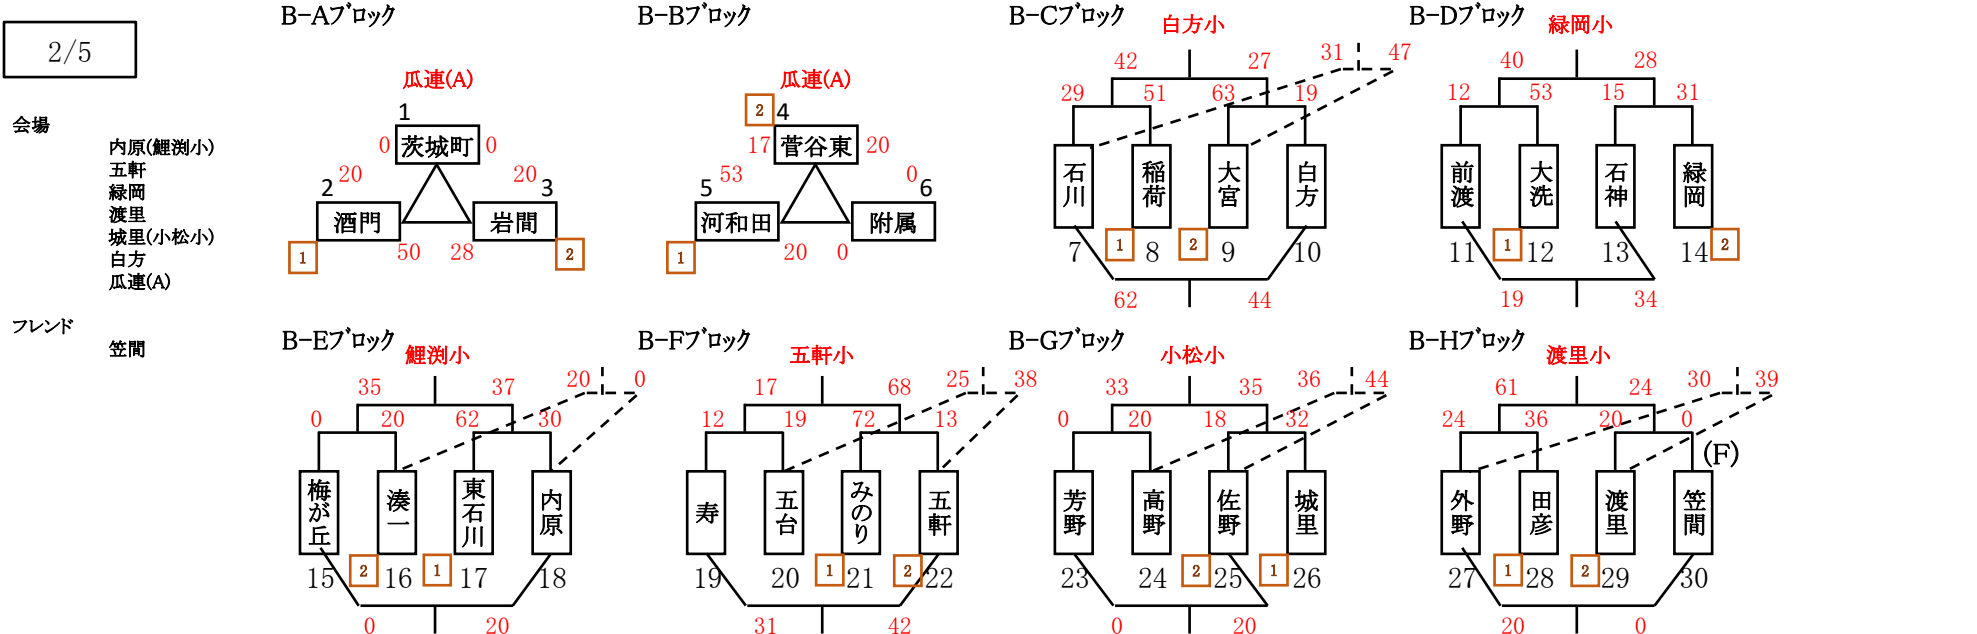 2/5
会場
内原(鯉渕小)
五軒
緑岡
渡里
城里(小松小)
白方
瓜連(A)
フレンド
笠間
B-Aブロック
瓜連(A)
1
0 茨城町 0
20 20
2 3
酒門 岩間
1 50 28 2
B-Bブロック
瓜連(A)
2 4
17 菅谷東 20
53 0
5 6
河和田 附属
1 20 0
B-Cブロック
白方小
42 27 31 47
29 51 63 19
石川 稲荷 大宮 白方
7 1 8 2 9 10
62 44
B-Dブロック
緑岡小
40 28
12 53 15 31
前渡 大洗 石神 緑岡
11 1 12 13 14 2
19 34
B-Eブロック
鯉渕小
35 37 20 0
0 20 62 30
梅が丘 湊一 東石川 内原
15 2 16 1 17 18
0 20
B-Fブロック
五軒小
17 68 25 38
12 19 72 13
寿 五台 みのり 五軒
19 20 1 21 2 22
31 42
B-Gブロック
小松小
33 35 36 44
0 20 18 32
芳野 高野 佐野 城里
23 24 2 25 1 26
0 20
B-Hブロック
渡里小
61 24 30 39
24 36 20 0
(F)
外野 田彦 渡里 笠間
27 1 28 2 29 30
20 0